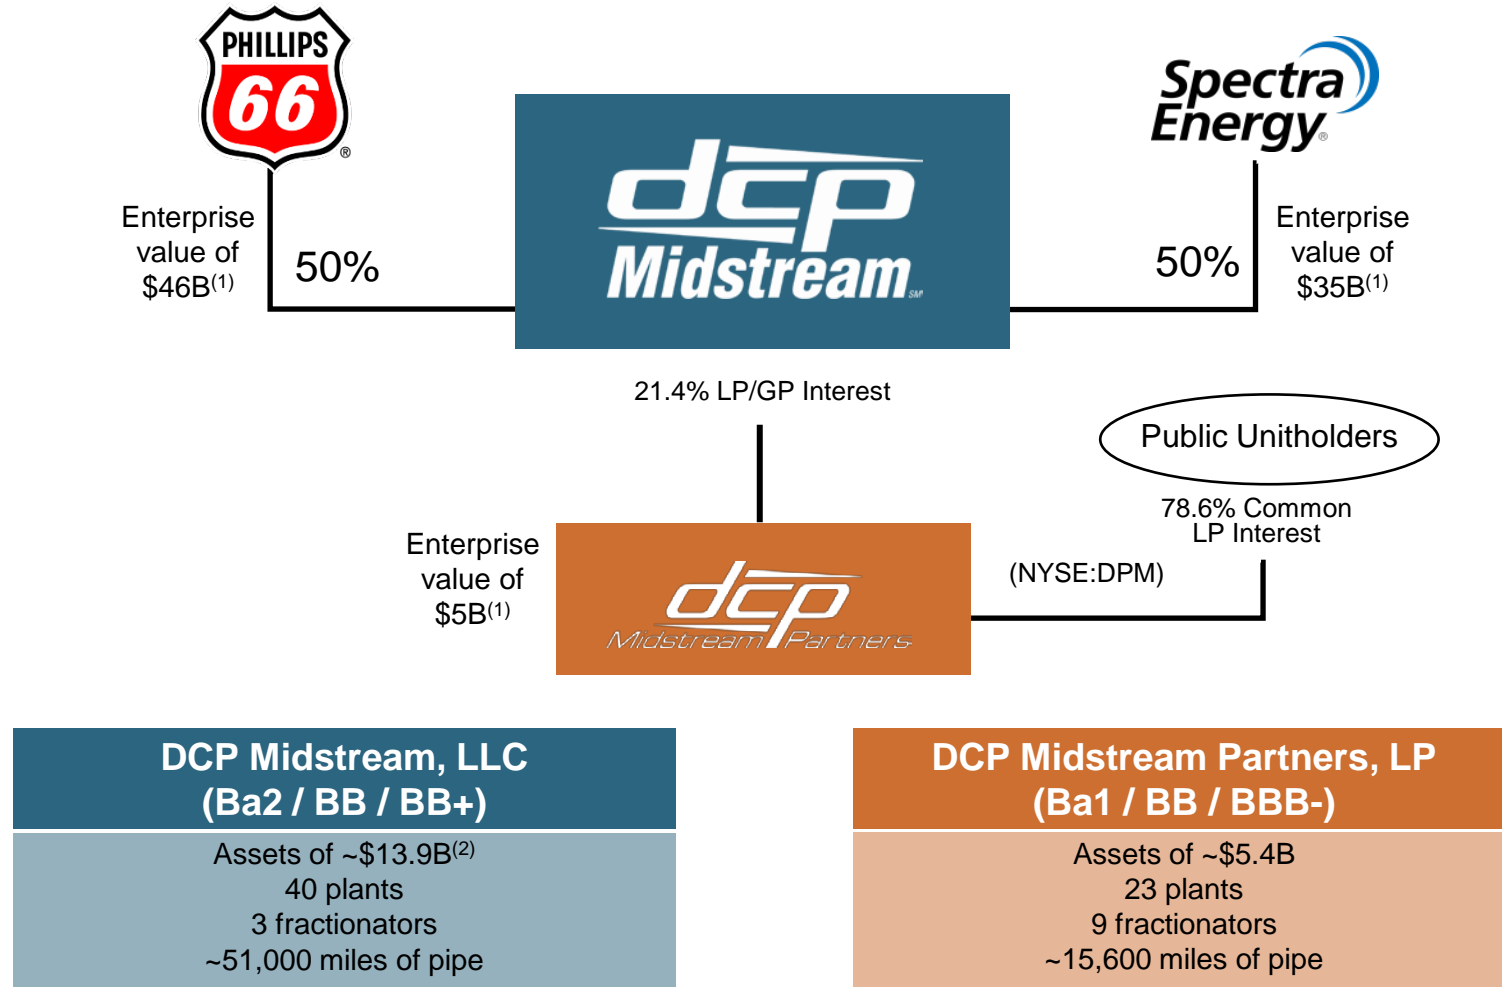 PHILLIPS
66
®
Spectra
Energy®
dcp
Midstream SM
Enterprise
value of
$46B(1)
50%
50%
Enterprise
value of
$35B(1)
21.4% LP/GP Interest
Public Unitholders
78.6% Common
LP Interest
Enterprise
value of
$5B(1)
dcp
Midstream Partners
(NYSE:DPM)
DCP Midstream, LLC
(Ba2 / BB / BB+)
Assets of ~$13.9B(2)
40 plants
3 fractionators
~51,000 miles of pipe
DCP Midstream Partners, LP
(Ba1 / BB / BBB-)
Assets of ~$5.4B
23 plants
9 fractionators
~15,600 miles of pipe